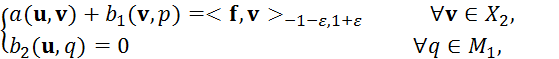 a(u, v) + b₁(v, p) =< f, v >₋₁₋ε,₁₊ε ∀v ∈ X₂,
b₂(u, q) = 0 ∀q ∈ M₁,